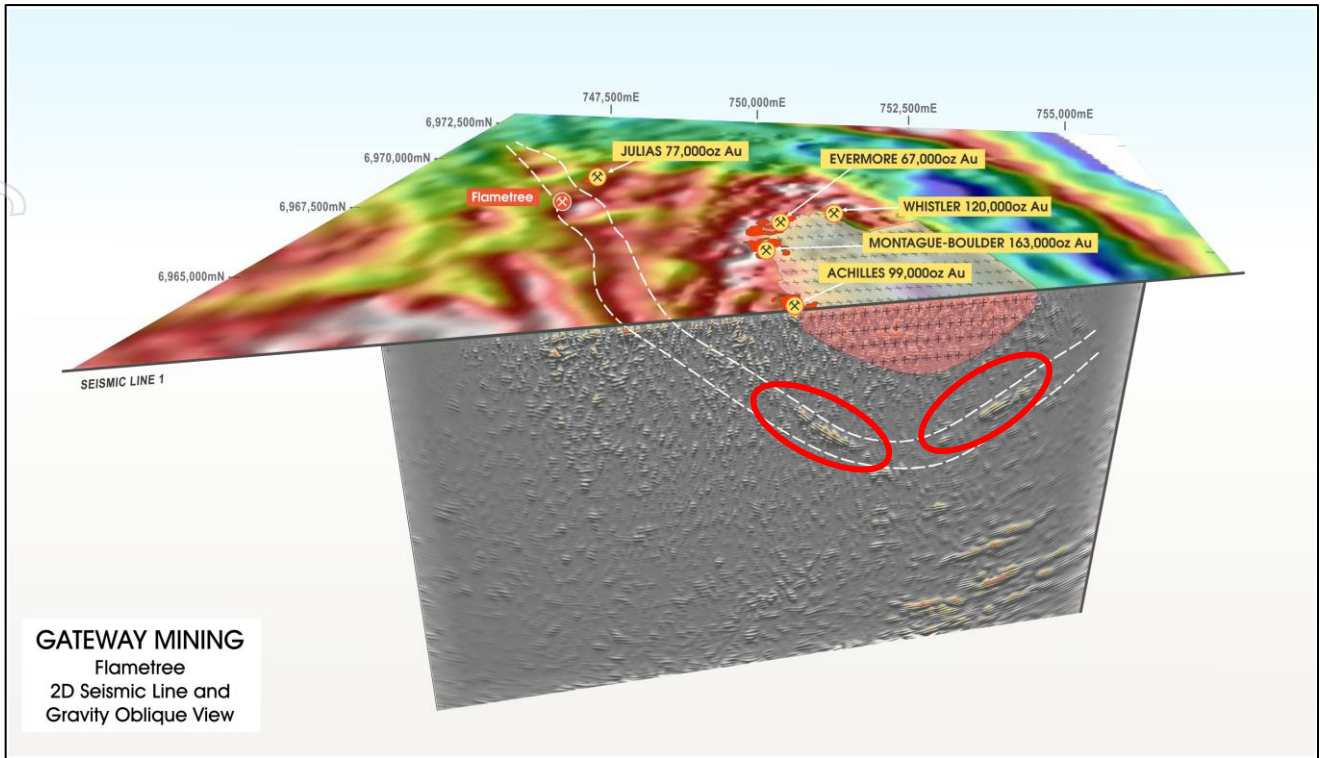 747,500mE
750,000mE
752,500mE
755,000mE
6,972,500mN
6,970,000mN
6,967,500mN
6,965,000mN
JULIAS 77,000oz Au
EVERMORE 67,000oz Au
Flametree
WHISTLER 120,000oz Au
MONTAGUE-BOULDER 163,000oz Au
ACHILLES 99,000oz Au
SEISMIC LINE 1
GATEWAY MINING
Flametree
2D Seismic Line and
Gravity Oblique View